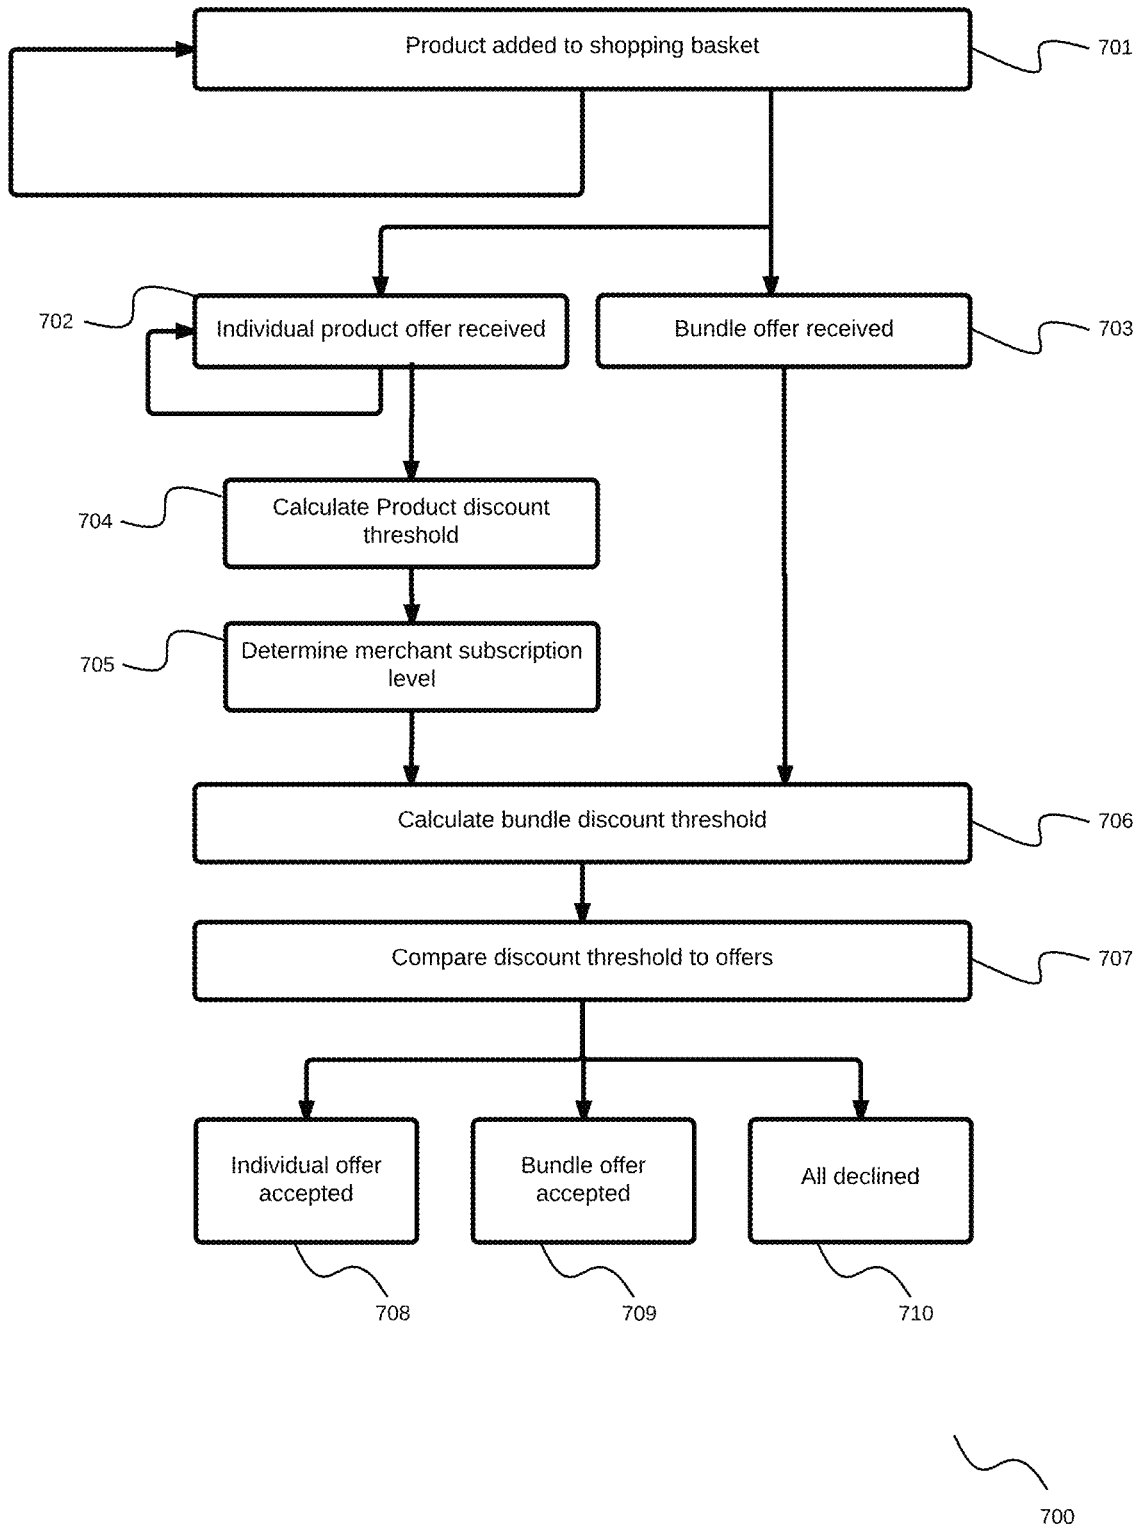 Product added to shopping basket
701
702
Individual product offer received
Bundle offer received
703
704
Calculate Product discount
threshold
705
Determine merchant subscription
level
Calculate bundle discount threshold
706
Compare discount threshold to offers
707
Individual offer
accepted
Bundle offer
accepted
All declined
708
709
710
700